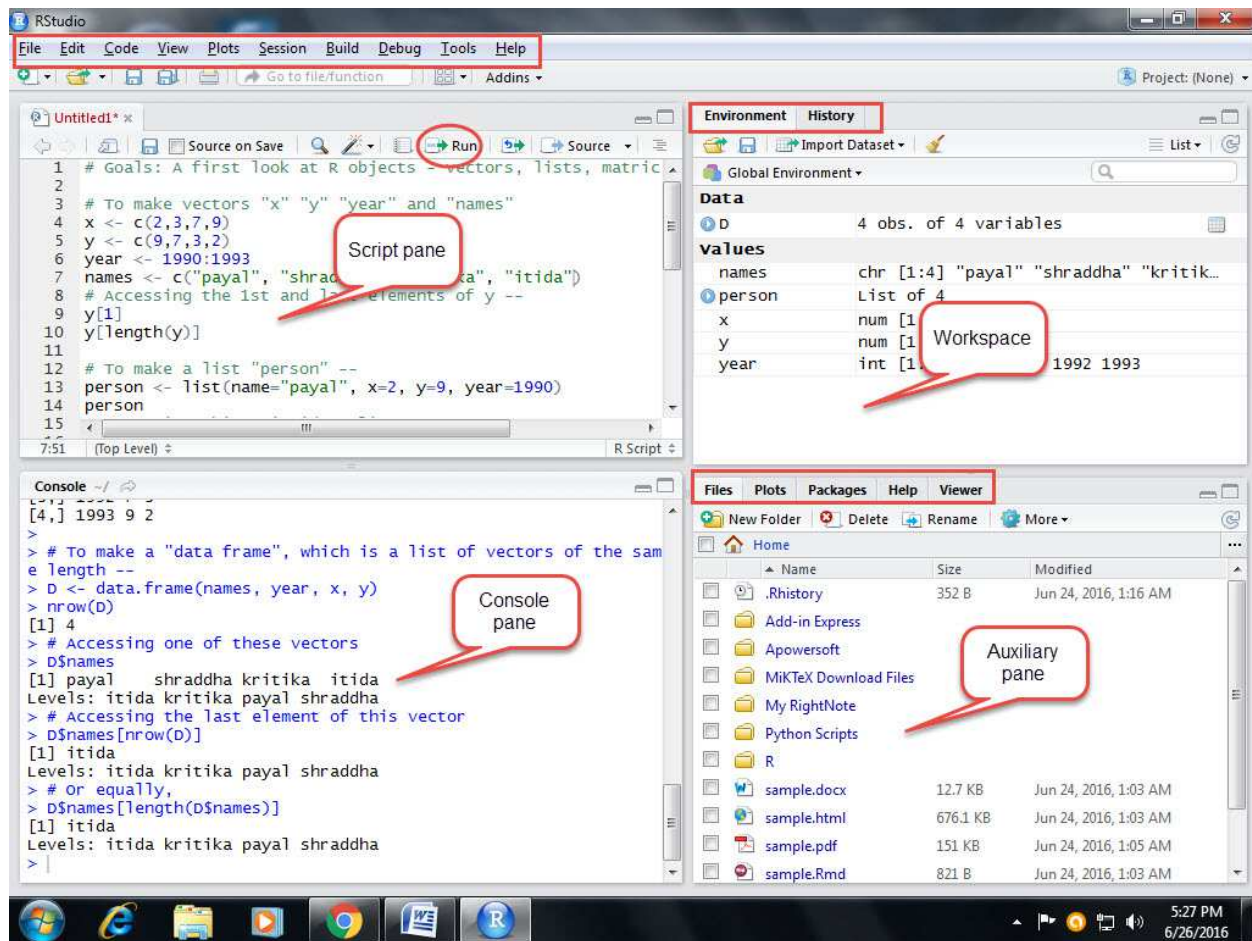 RStudio
File Edit Code View Plots Session Build Debug Tools Help
Go to file/function Addins Project: (None)
Untitled1*
Source on Save Run Source
1 # Goals: A first look at R objects - vectors, lists, matric
2
3 # To make vectors "x" "y" "year" and "names"
4 x <- c(2,3,7,9)
5 y <- c(9,7,3,2)
6 year <- 1990:1993
7 names <- c("payal", "shrad a", "itida")
8 # Accessing the 1st and l elements of y --
9 y[1]
10 y[length(y)]
11
12 # To make a list "person" --
13 person <- list(name="payal", x=2, y=9, year=1990)
14 person
15
Script pane
7:51 (Top Level) R Script
Environment History
Import Dataset List
Global Environment
Data
D 4 obs. of 4 variables
Values
names chr [1:4] "payal" "shraddha" "kritik…
person List of 4
x num [1
y num [1
year int [1: 1992 1993
Workspace
Console ~/
[4,] 1993 9 2
>
> # To make a "data frame", which is a list of vectors of the sam
e length --
> D <- data.frame(names, year, x, y)
> nrow(D)
[1] 4
> # Accessing one of these vectors
> D$names
[1] payal shraddha kritika itida
Levels: itida kritika payal shraddha
> # Accessing the last element of this vector
> D$names[nrow(D)]
[1] itida
Levels: itida kritika payal shraddha
> # Or equally,
> D$names[length(D$names)]
[1] itida
Levels: itida kritika payal shraddha
>
Console
pane
Files Plots Packages Help Viewer
New Folder Delete Rename More
Home
Name Size Modified
.Rhistory 352 B Jun 24, 2016, 1:16 AM
Add-in Express
Apowersoft
MiKTeX Download Files
My RightNote
Python Scripts
R
sample.docx 12.7 KB Jun 24, 2016, 1:03 AM
sample.html 676.1 KB Jun 24, 2016, 1:03 AM
sample.pdf 151 KB Jun 24, 2016, 1:05 AM
sample.Rmd 821 B Jun 24, 2016, 1:03 AM
Auxiliary
pane
5:27 PM
6/26/2016